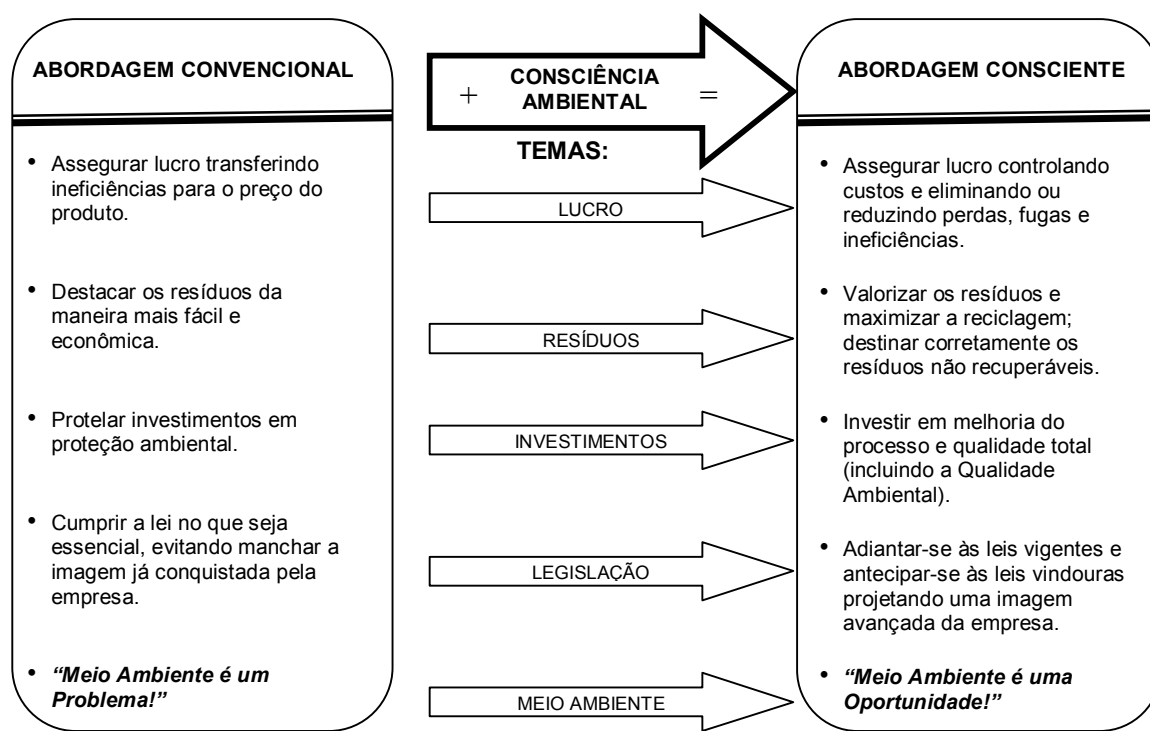 ABORDAGEM CONVENCIONAL
• Assegurar lucro transferindo
ineficiências para o preço do
produto.
• Destacar os resíduos da
maneira mais fácil e
econômica.
• Protelar investimentos em
proteção ambiental.
• Cumprir a lei no que seja
essencial, evitando manchar a
imagem já conquistada pela
empresa.
• “Meio Ambiente é um
Problema!”
+ CONSCIÊNCIA
AMBIENTAL =
TEMAS:
LUCRO
RESÍDUOS
INVESTIMENTOS
LEGISLAÇÃO
MEIO AMBIENTE
ABORDAGEM CONSCIENTE
• Assegurar lucro controlando
custos e eliminando ou
reduzindo perdas, fugas e
ineficiências.
• Valorizar os resíduos e
maximizar a reciclagem;
destinar corretamente os
resíduos não recuperáveis.
• Investir em melhoria do
processo e qualidade total
(incluindo a Qualidade
Ambiental).
• Adiantar-se às leis vigentes e
antecipar-se às leis vindouras
projetando uma imagem
avançada da empresa.
• “Meio Ambiente é uma
Oportunidade!”